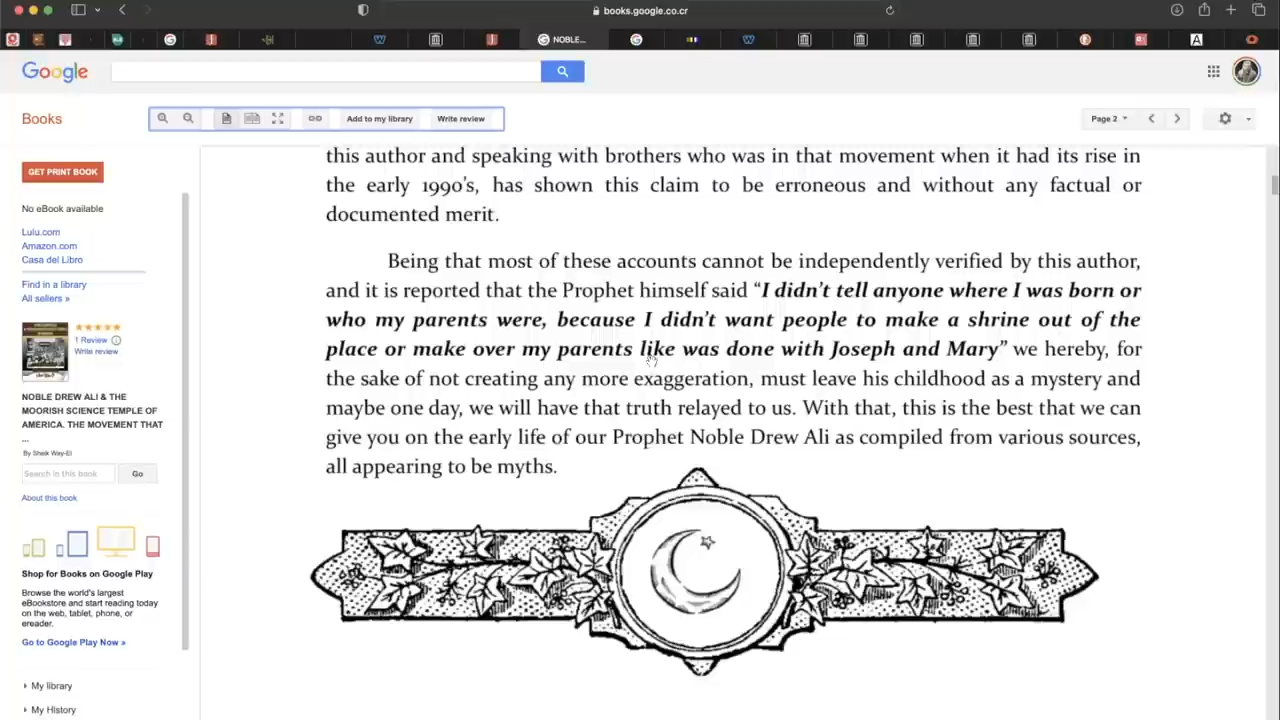 books.google.co.cr
NOBLE...
Google
Books
Add to my library
Write review
Page 2
GET PRINT BOOK
No eBook available
Lulu.com
Amazon.com
Casa del Libro
Find in a library
All sellers »
1 Review
Write review
NOBLE DREW ALI & THE
MOORISH SCIENCE TEMPLE OF
AMERICA. THE MOVEMENT THAT
...
By Sheik Way-El
Search in this book
Go
About this book
Shop for Books on Google Play
Browse the world's largest
eBookstore and start reading today
on the web, tablet, phone, or
ereader.
Go to Google Play Now »
My library
My History
this author and speaking with brothers who was in that movement when it had its rise in
the early 1990's, has shown this claim to be erroneous and without any factual or
documented merit.
Being that most of these accounts cannot be independently verified by this author,
and it is reported that the Prophet himself said “I didn't tell anyone where I was born or
who my parents were, because I didn't want people to make a shrine out of the
place or make over my parents like was done with Joseph and Mary” we hereby, for
the sake of not creating any more exaggeration, must leave his childhood as a mystery and
maybe one day, we will have that truth relayed to us. With that, this is the best that we can
give you on the early life of our Prophet Noble Drew Ali as compiled from various sources,
all appearing to be myths.